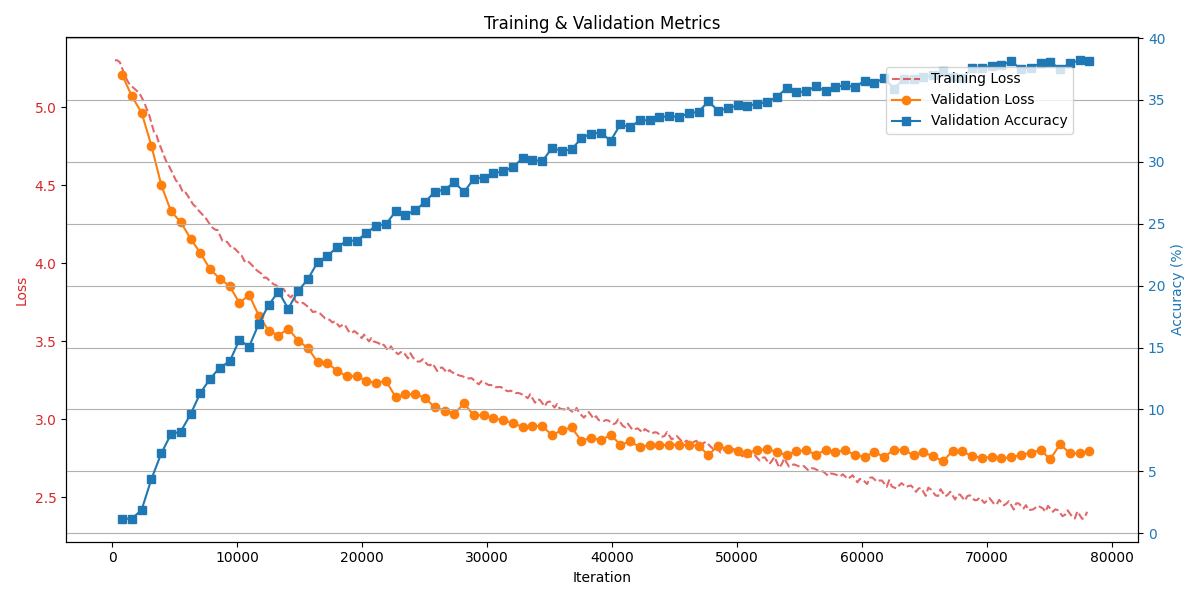 Training & Validation Metrics
Loss
5.0
4.5
4.0
3.5
3.0
2.5
Training Loss
Validation Loss
Validation Accuracy
40
35
30
25
20
15
10
5
0
Accuracy (%)
0 10000 20000 30000 40000 50000 60000 70000 80000
Iteration